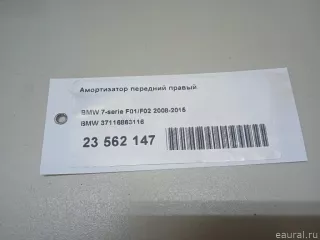 Амортизатор передний правый
BMW 7-serie F01/F02 2008-2015
BMW 37116863116
23 562 147
eaural.ru©